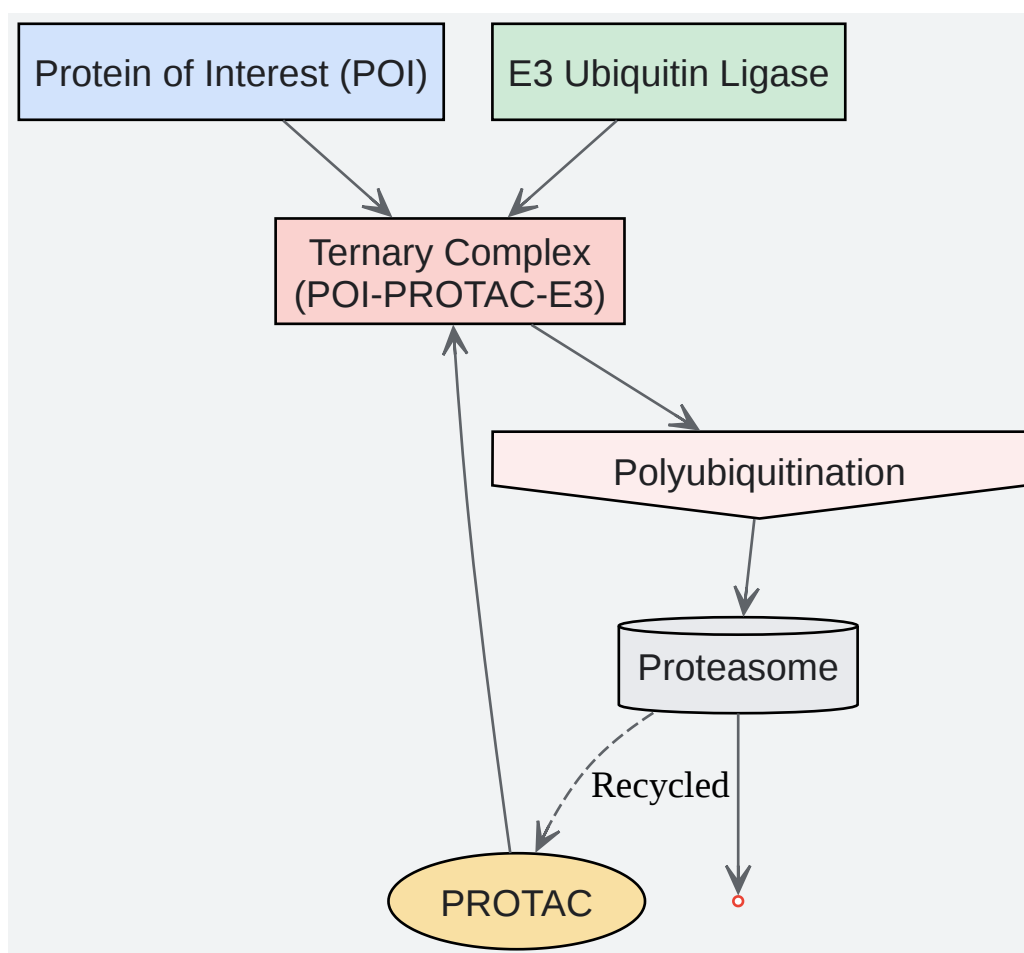 Protein of Interest (POI)
E3 Ubiquitin Ligase
Ternary Complex
(POI-PROTAC-E3)
Polyubiquitination
Proteasome
Recycled
PROTAC